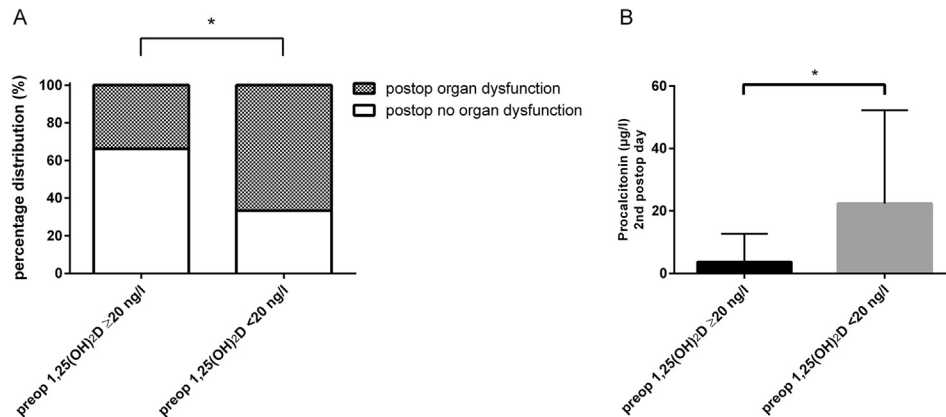 A
*
percentage distribution (%)
100
80
60
40
20
0
preop 1,25(OH)2D ≥20 ng/l
preop 1,25(OH)2D <20 ng/l
postop organ dysfunction
postop no organ dysfunction
B
*
Procalcitonin (µg/l)
2nd postop day
60
40
20
0
preop 1,25(OH)2D ≥20 ng/l
preop 1,25(OH)2D <20 ng/l